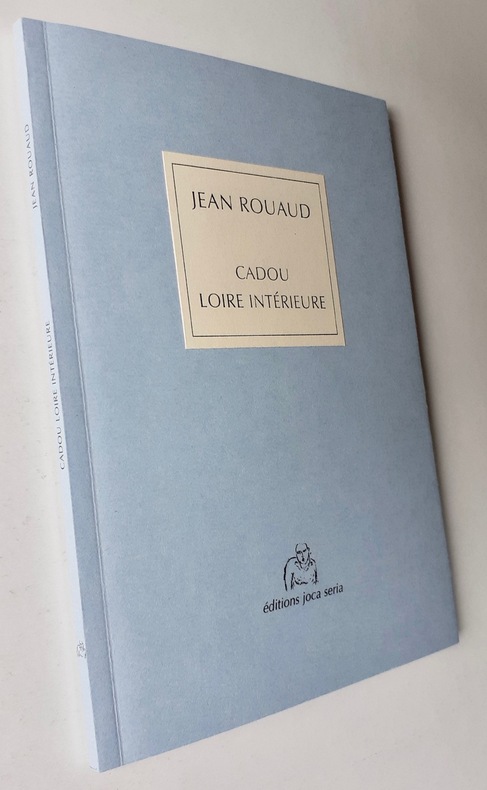 JEAN ROUAUD
CADOU
LOIRE INTÉRIEURE
éditions joca seria
JEAN ROUAUD
CADOU LOIRE INTÉRIEURE